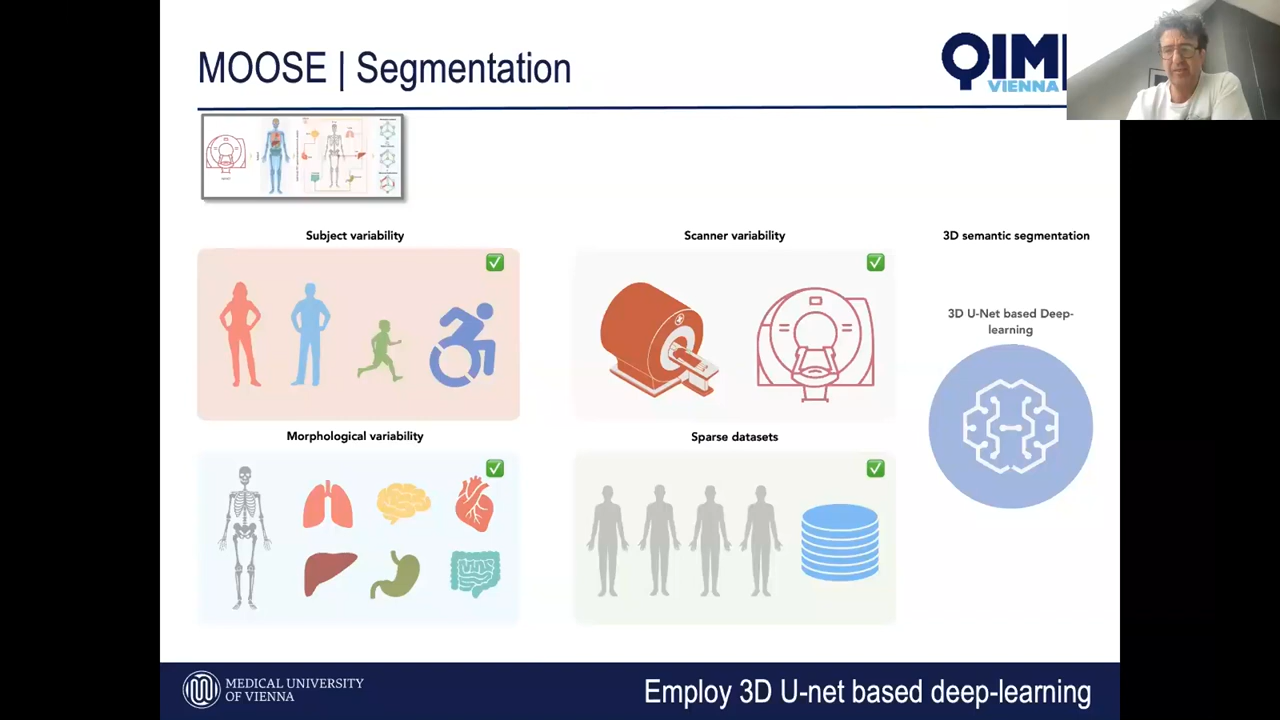 MOOSE | Segmentation
QIM
VIENNA
Subject variability
Scanner variability
3D semantic segmentation
3D U-Net based Deep-
learning
Morphological variability
Sparse datasets
MEDICAL UNIVERSITY
OF VIENNA
Employ 3D U-net based deep-learning